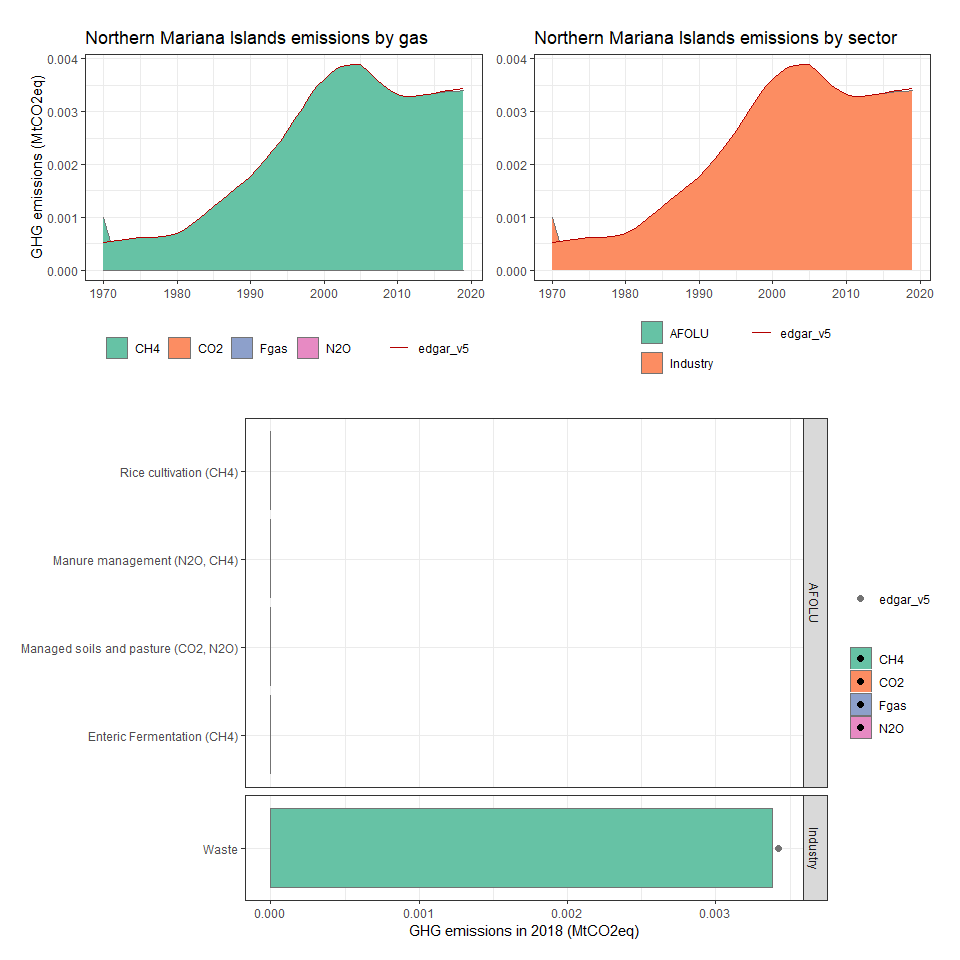 Northern Mariana Islands emissions by gas
GHG emissions (MtCO2eq)
0.004
0.003
0.002
0.001
0.000
1970 1980 1990 2000 2010 2020
CH4 CO2 Fgas N2O edgar_v5
Northern Mariana Islands emissions by sector
0.004
0.003
0.002
0.001
0.000
1970 1980 1990 2000 2010 2020
AFOLU edgar_v5
Industry
Rice cultivation (CH4)
Manure management (N2O, CH4)
Managed soils and pasture (CO2, N2O)
Enteric Fermentation (CH4)
AFOLU
Waste
Industry
0.000 0.001 0.002 0.003
GHG emissions in 2018 (MtCO2eq)
edgar_v5
CH4
CO2
Fgas
N2O